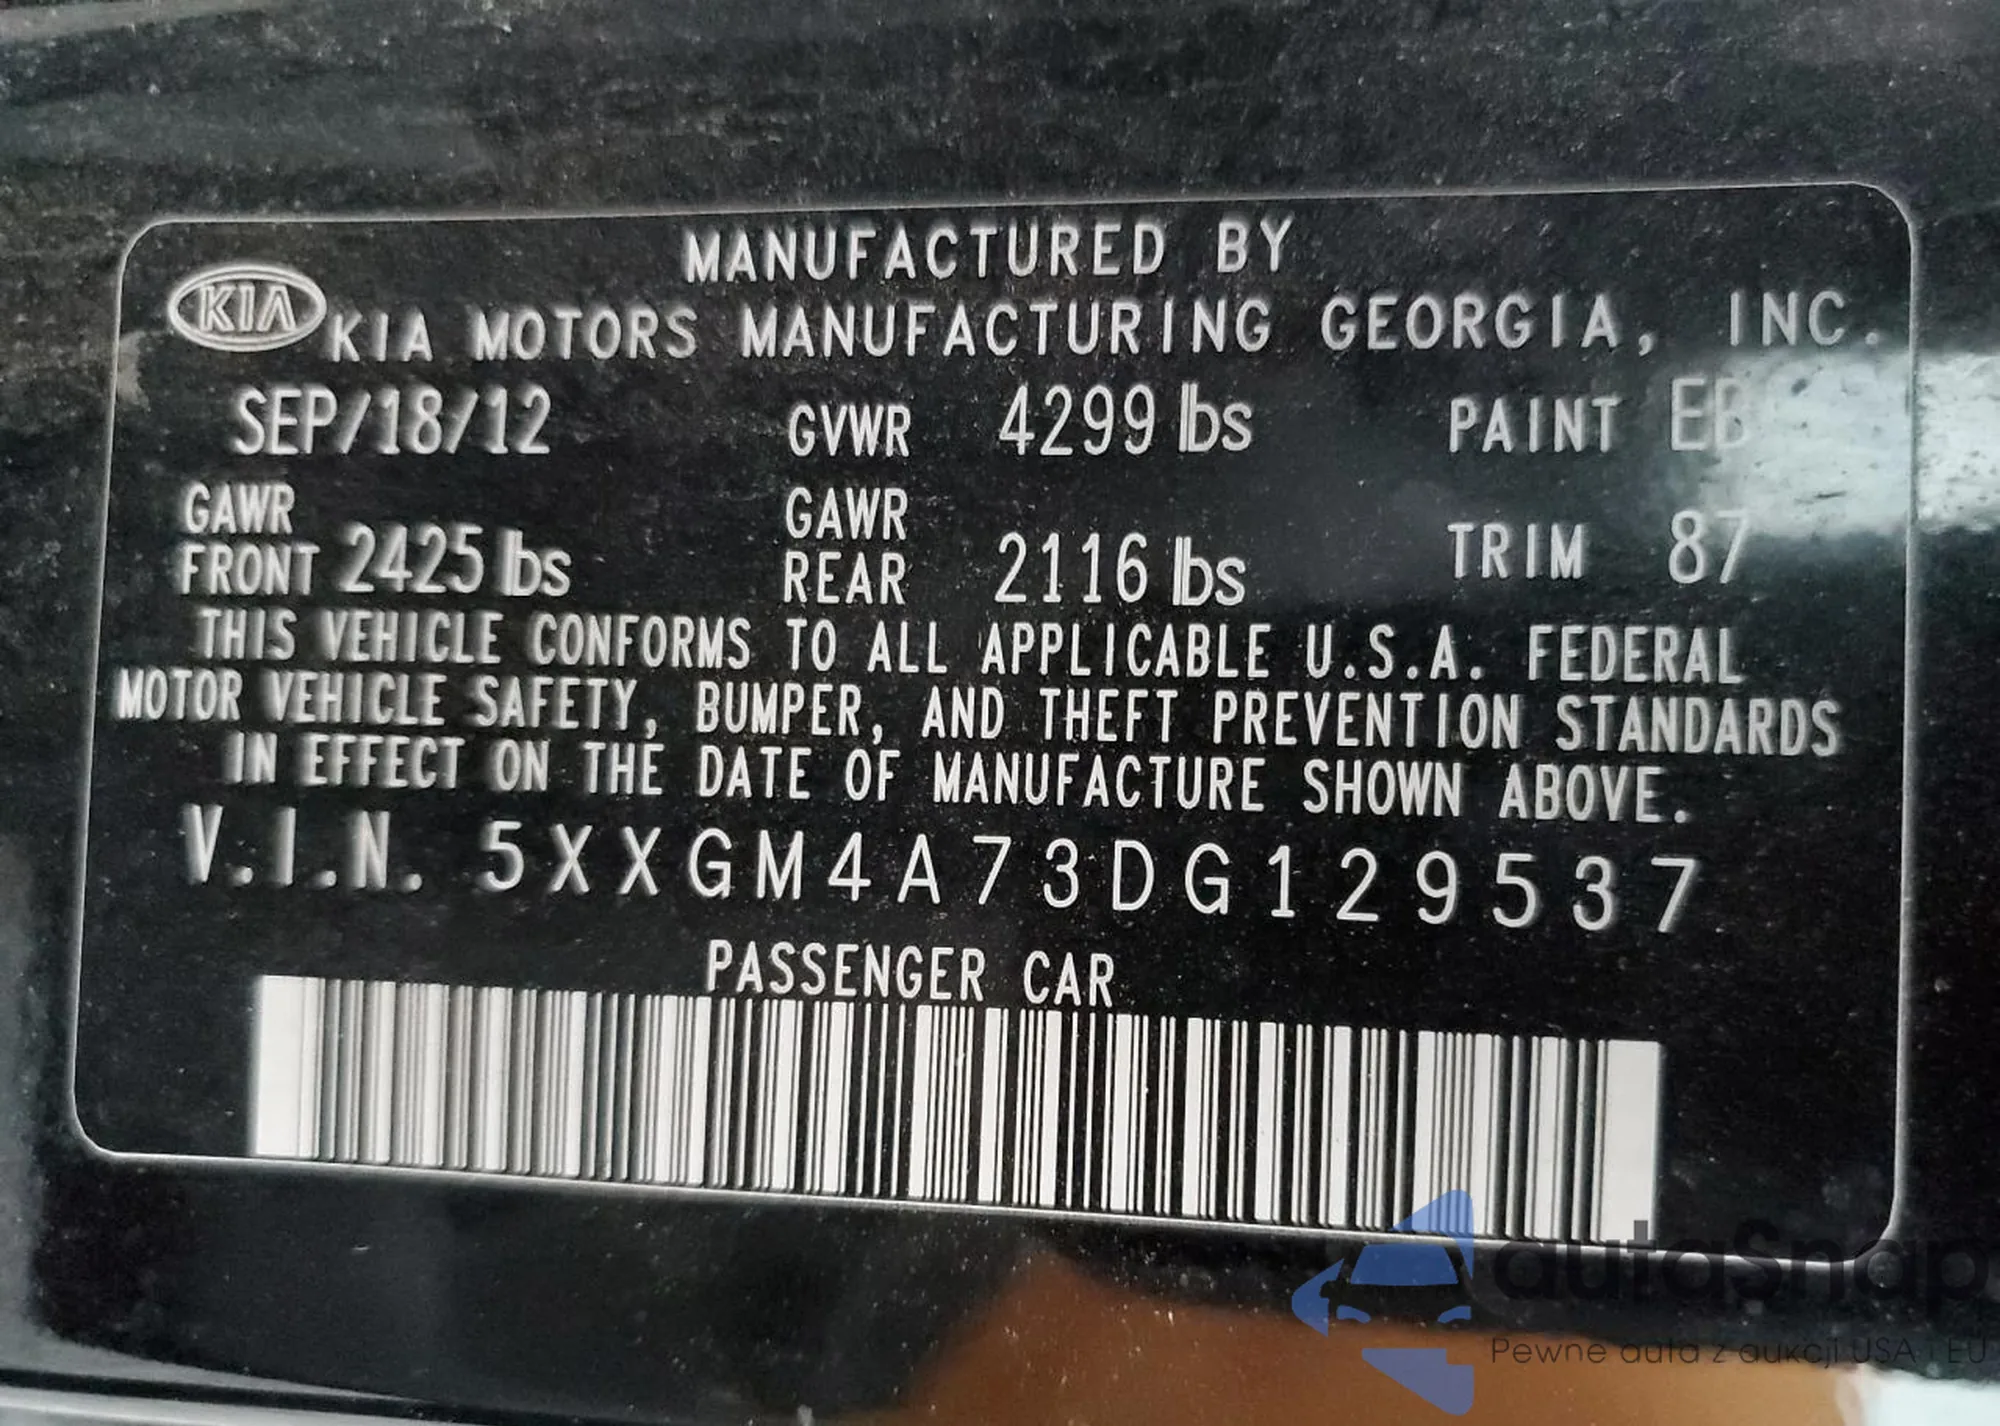 MANUFACTURED BY
KIA KIA MOTORS MANUFACTURING GEORGIA, INC.
SEP/18/12 GVWR 4299 lbs PAINT EB
GAWR FRONT 2425 lbs GAWR REAR 2116 lbs TRIM 87
THIS VEHICLE CONFORMS TO ALL APPLICABLE U.S.A. FEDERAL
MOTOR VEHICLE SAFETY, BUMPER, AND THEFT PREVENTION STANDARDS
IN EFFECT ON THE DATE OF MANUFACTURE SHOWN ABOVE.
V.I.N. 5XXGM4A73DG129537
PASSENGER CAR
autaSnap
Pewne auta z aukcji USA i EU